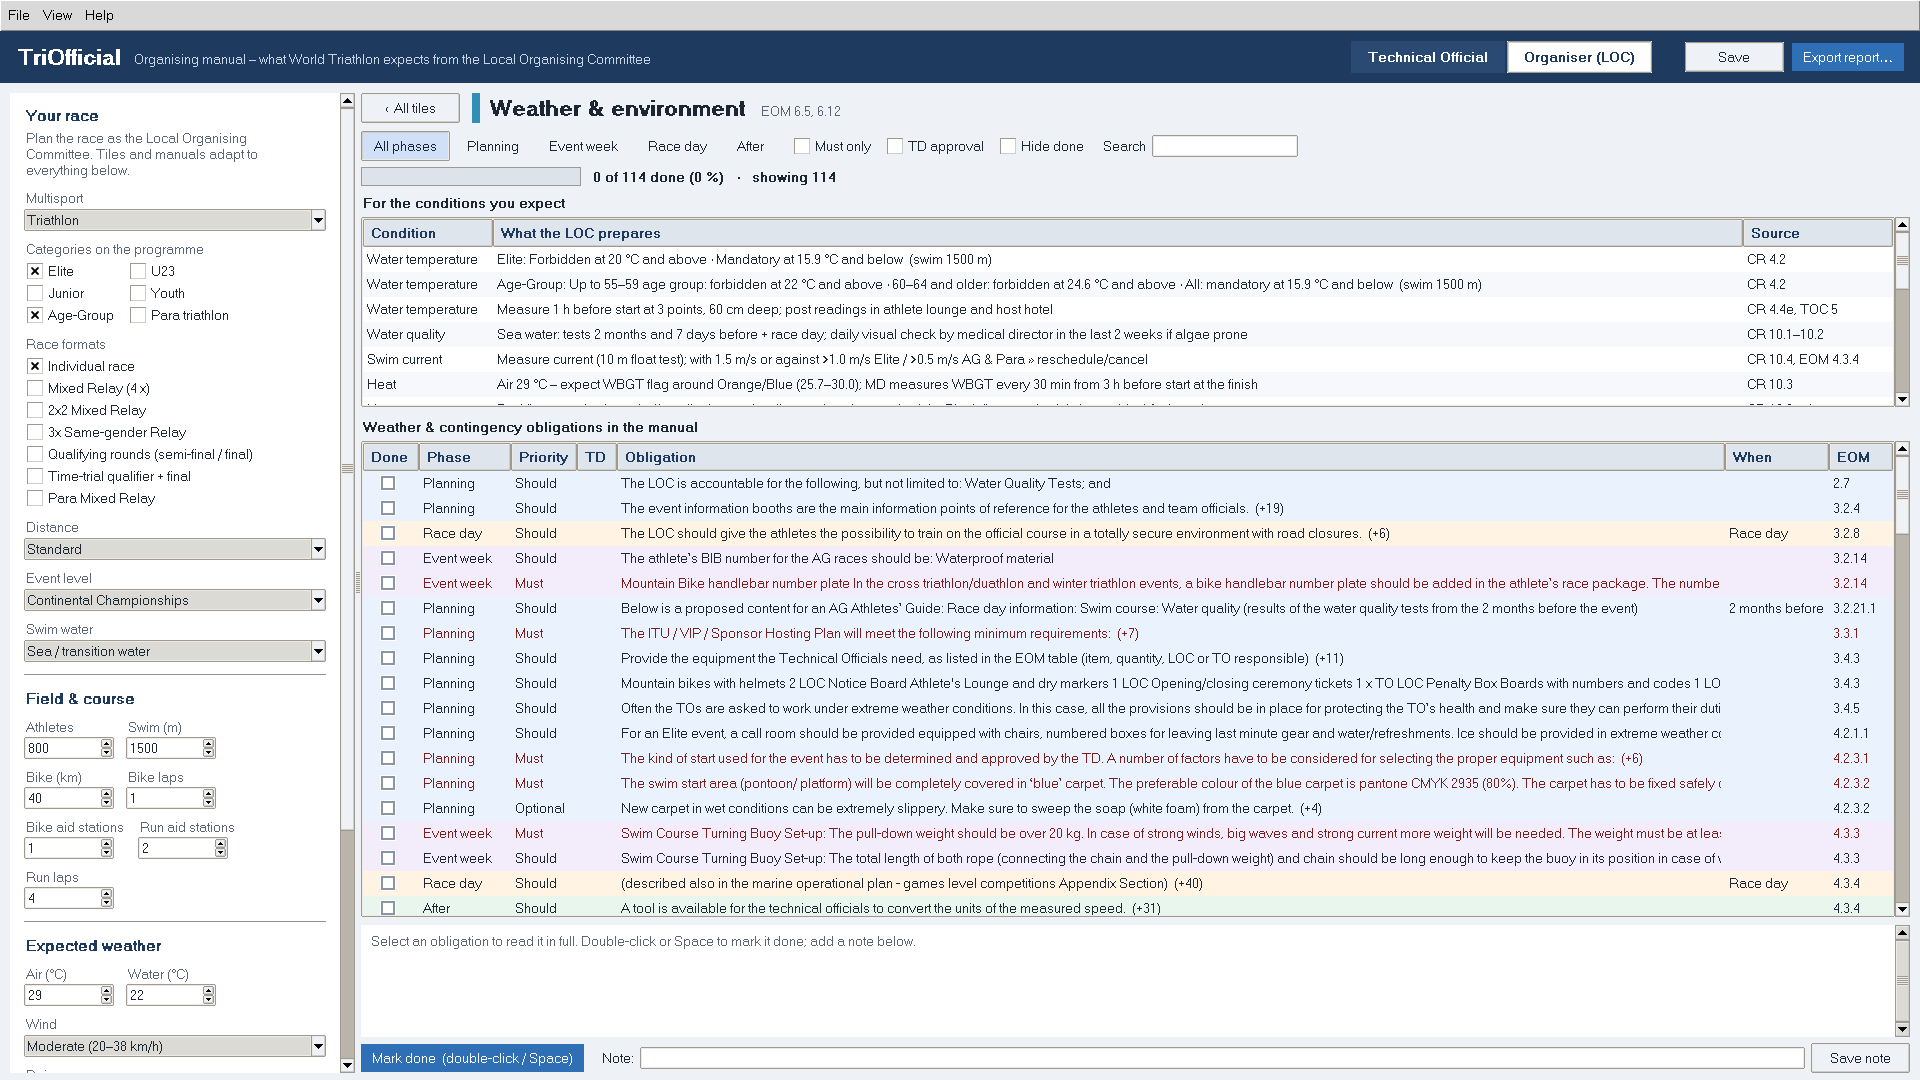 File View Help
TriOfficial Organising manual – what World Triathlon expects from the Local Organising Committee
Technical Official Organiser (LOC) Save Export report...
Your race
Plan the race as the Local Organising
Committee. Tiles and manuals adapt to
everything below.
Multisport
Triathlon
Categories on the programme
Elite U23
Junior Youth
Age-Group Para triathlon
Race formats
Individual race
Mixed Relay (4x)
2x2 Mixed Relay
3x Same-gender Relay
Qualifying rounds (semi-final / final)
Time-trial qualifier + final
Para Mixed Relay
Distance
Standard
Event level
Continental Championships
Swim water
Sea / transition water
Field & course
Athletes Swim (m)
800 1500
Bike (km) Bike laps
40 1
Bike aid stations Run aid stations
1 2
Run laps
4
Expected weather
Air (°C) Water (°C)
29 22
Wind
Moderate (20–38 km/h)
‹ All tiles Weather & environment EOM 6.5, 6.12
All phases Planning Event week Race day After Must only TD approval Hide done Search
0 of 114 done (0 %) · showing 114
For the conditions you expect
Condition What the LOC prepares Source
Water temperature Elite: Forbidden at 20 °C and above · Mandatory at 15.9 °C and below (swim 1500 m) CR 4.2
Water temperature Age-Group: Up to 55–59 age group: forbidden at 22 °C and above · 60–64 and older: forbidden at 24.6 °C and above · All: mandatory at 15.9 °C and below (swim 1500 m) CR 4.2
Water temperature Measure 1 h before start at 3 points, 60 cm deep; post readings in athlete lounge and host hotel CR 4.4e, TOC 5
Water quality Sea water: tests 2 months and 7 days before + race day; daily visual check by medical director in the last 2 weeks if algae prone CR 10.1–10.2
Swim current Measure current (10 m float test); with 1.5 m/s or against >1.0 m/s Elite / >0.5 m/s AG & Para » reschedule/cancel CR 10.4, EOM 4.3.4
Heat Air 29 °C – expect WBGT flag around Orange/Blue (25.7–30.0); MD measures WBGT every 30 min from 3 h before start at the finish CR 10.3
Weather & contingency obligations in the manual
Done Phase Priority TD Obligation When EOM
Planning Should The LOC is accountable for the following, but not limited to: Water Quality Tests; and 2.7
Planning Should The event information booths are the main information points of reference for the athletes and team officials. (+19) 3.2.4
Race day Should The LOC should give the athletes the possibility to train on the official course in a totally secure environment with road closures. (+6) Race day 3.2.8
Event week Should The athlete's BIB number for the AG races should be: Waterproof material 3.2.14
Event week Must Mountain Bike handlebar number plate In the cross triathlon/duathlon and winter triathlon events, a bike handlebar number plate should be added in the athlete's race package. The numbe 3.2.14
Planning Should Below is a proposed content for an AG Athletes' Guide: Race day information: Swim course: Water quality (results of the water quality tests from the 2 months before the event) 2 months before 3.2.21.1
Planning Must The ITU / VIP / Sponsor Hosting Plan will meet the following minimum requirements: (+7) 3.3.1
Planning Should Provide the equipment the Technical Officials need, as listed in the EOM table (item, quantity, LOC or TO responsible) (+11) 3.4.3
Planning Should Mountain bikes with helmets 2 LOC Notice Board Athlete's Lounge and dry markers 1 LOC Opening/closing ceremony tickets 1 x TO LOC Penalty Box Boards with numbers and codes 1 LO 3.4.3
Planning Should Often the TOs are asked to work under extreme weather conditions. In this case, all the provisions should be in place for protecting the TO's health and make sure they can perform their duti 3.4.5
Planning Should For an Elite event, a call room should be provided equipped with chairs, numbered boxes for leaving last minute gear and water/refreshments. Ice should be provided in extreme weather co 4.2.1.1
Planning Must The kind of start used for the event has to be determined and approved by the TD. A number of factors have to be considered for selecting the proper equipment such as: (+6) 4.2.3.1
Planning Must The swim start area (pontoon/ platform) will be completely covered in 'blue' carpet. The preferable colour of the blue carpet is pantone CMYK 2935 (80%). The carpet has to be fixed safely 4.2.3.2
Planning Optional New carpet in wet conditions can be extremely slippery. Make sure to sweep the soap (white foam) from the carpet. (+4) 4.2.3.2
Event week Must Swim Course Turning Buoy Set-up: The pull-down weight should be over 20 kg. In case of strong winds, big waves and strong current more weight will be needed. The weight must be at leas 4.3.3
Event week Should Swim Course Turning Buoy Set-up: The total length of both rope (connecting the chain and the pull-down weight) and chain should be long enough to keep the buoy in its position in case of 4.3.3
Race day Should (described also in the marine operational plan - games level competitions Appendix Section) (+40) Race day 4.3.4
After Should A tool is available for the technical officials to convert the units of the measured speed. (+31) 4.3.4
Select an obligation to read it in full. Double-click or Space to mark it done; add a note below.
Mark done (double-click / Space) Note: Save note